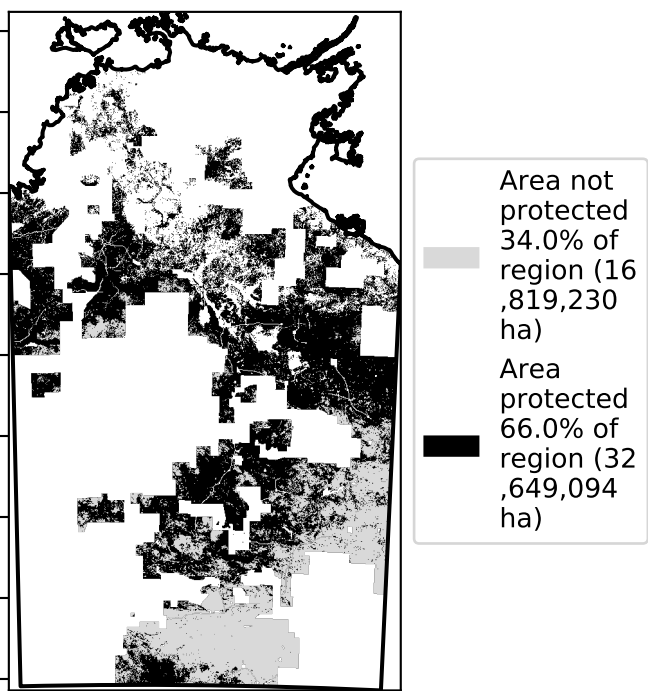 Area not
protected
34.0% of
region (16
,819,230
ha)
Area
protected
66.0% of
region (32
,649,094
ha)